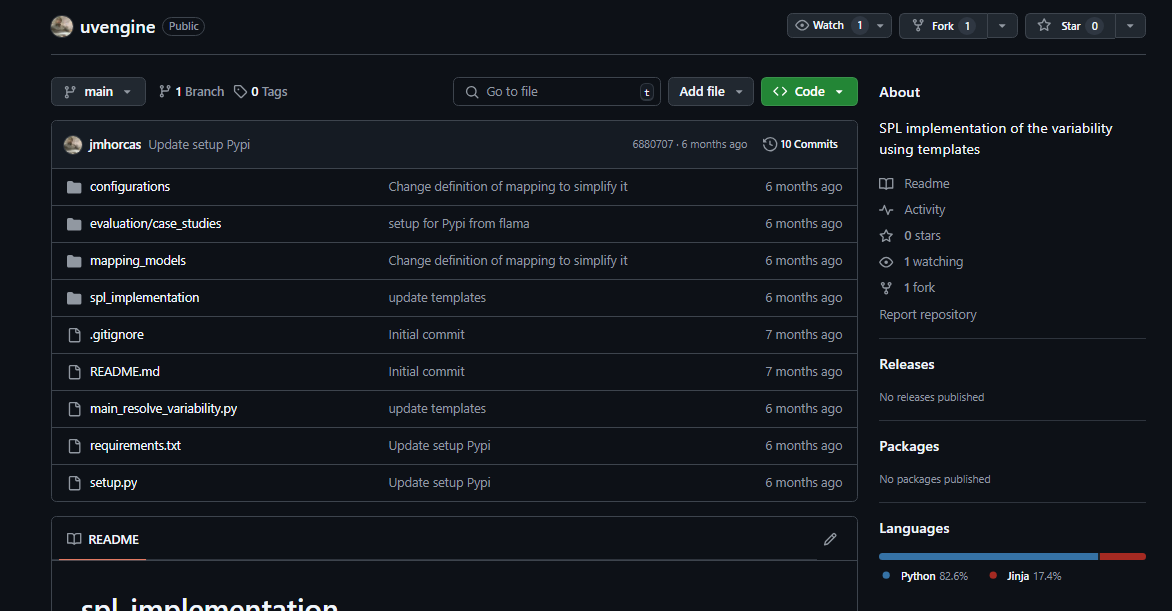 uvengine Public Watch 1 Fork 1 Star 0
main 1 Branch 0 Tags Go to file t Add file Code
jmhorcas Update setup Pypi 6880707 · 6 months ago 10 Commits
configurations Change definition of mapping to simplify it 6 months ago
evaluation/case_studies setup for Pypi from flama 6 months ago
mapping_models Change definition of mapping to simplify it 6 months ago
spl_implementation update templates 6 months ago
.gitignore Initial commit 7 months ago
README.md Initial commit 7 months ago
main_resolve_variability.py update templates 6 months ago
requirements.txt Update setup Pypi 6 months ago
setup.py Update setup Pypi 6 months ago
README
spl_implementation
About
SPL implementation of the variability
using templates
Readme
Activity
0 stars
1 watching
1 fork
Report repository
Releases
No releases published
Packages
No packages published
Languages
Python 82.6% Jinja 17.4%